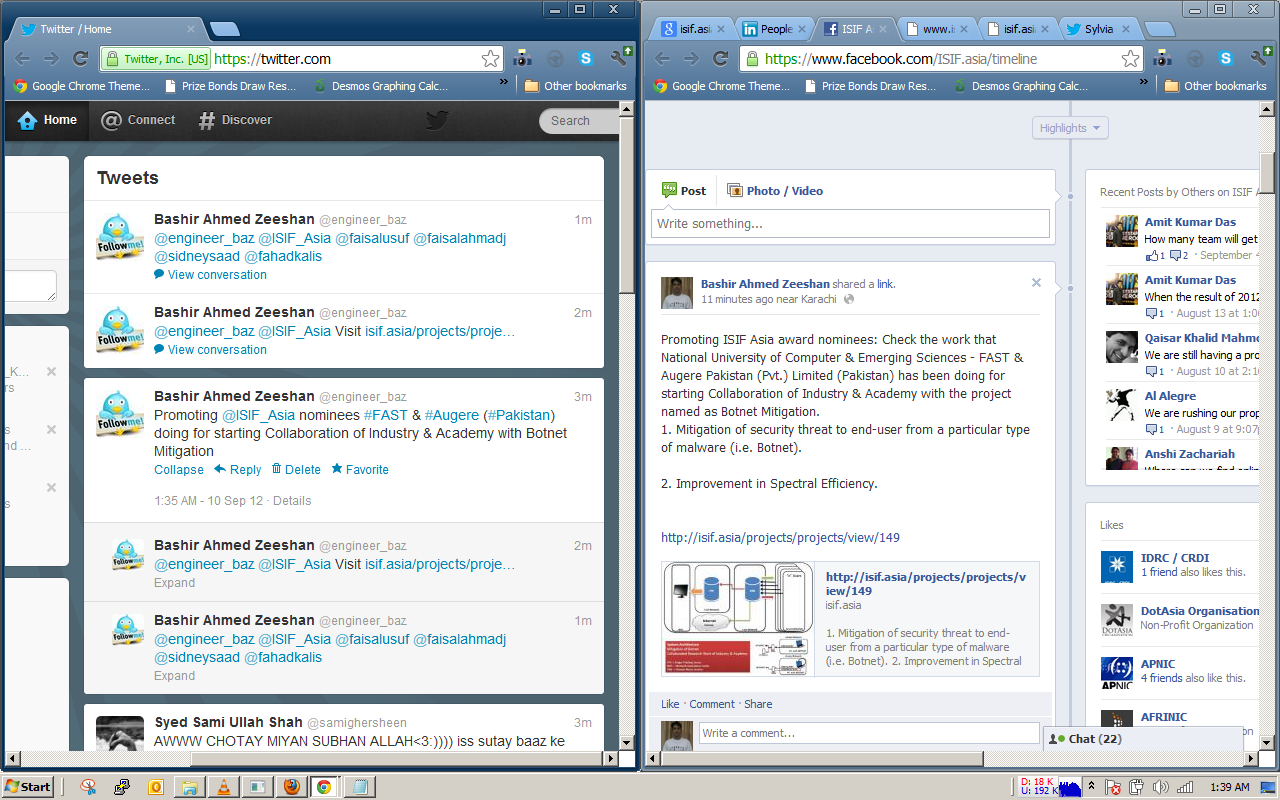 Twitter / Home
Twitter, Inc. [US] https://twitter.com
Google Chrome Theme... Prize Bonds Draw Res... Desmos Graphing Calc... » Other bookmarks
Home @ Connect # Discover Search
Tweets
Bashir Ahmed Zeeshan @engineer_baz 1m
@engineer_baz @ISIF_Asia @faisalusuf @faisalahmadj
@sidneysaad @fahadkalis
View conversation
Bashir Ahmed Zeeshan @engineer_baz 2m
@engineer_baz @ISIF_Asia Visit isif.asia/projects/proje...
View conversation
Bashir Ahmed Zeeshan @engineer_baz 3m
Promoting @ISIF_Asia nominees #FAST & #Augere (#Pakistan)
doing for starting Collaboration of Industry & Academy with Botnet
Mitigation
Collapse Reply Delete Favorite
1:35 AM - 10 Sep 12 · Details
Bashir Ahmed Zeeshan @engineer_baz 2m
@engineer_baz @ISIF_Asia Visit isif.asia/projects/proje...
Expand
Bashir Ahmed Zeeshan @engineer_baz 1m
@engineer_baz @ISIF_Asia @faisalusuf @faisalahmadj
@sidneysaad @fahadkalis
Expand
Syed Sami Ullah Shah @samighersheen 3m
AWWW CHOTAY MIYAN SUBHAN ALLAH<3:)))) iss sutay baaz ke
isif.asi People ISIF A www.i isif.asi Sylvia
https://www.facebook.com/ISIF.asia/timeline
Google Chrome Theme... Prize Bonds Draw Res... Desmos Graphing Calc... » Other bookmarks
Highlights
Post Photo / Video
Write something...
Bashir Ahmed Zeeshan shared a link.
11 minutes ago near Karachi
Promoting ISIF Asia award nominees: Check the work that
National University of Computer & Emerging Sciences - FAST &
Augere Pakistan (Pvt.) Limited (Pakistan) has been doing for
starting Collaboration of Industry & Academy with the project
named as Botnet Mitigation.
1. Mitigation of security threat to end-user from a particular type
of malware (i.e. Botnet).
2. Improvement in Spectral Efficiency.
http://isif.asia/projects/projects/view/149
http://isif.asia/projects/projects/v
iew/149
isif.asia
1. Mitigation of security threat to end-
user from a particular type of malware
(i.e. Botnet). 2. Improvement in Spectral
Like · Comment · Share
Write a comment...
Recent Posts by Others on ISIF
Amit Kumar Das
How many team will get
1 2 · September 4
Amit Kumar Das
When the result of 2012
1 · August 13 at 1:06
Qaisar Khalid Mahmo
We are still having a pro
1 · August 10 at 2:16
Al Alegre
We are rushing our prop
1 · August 9 at 9:07p
Anshi Zachariah
Likes
IDRC / CRDI
1 friend also likes this.
DotAsia Organisation
Non-Profit Organization
APNIC
4 friends also like this.
AFRINIC
Chat (22)
Start D: 18 K
U: 192 K 1:39 AM